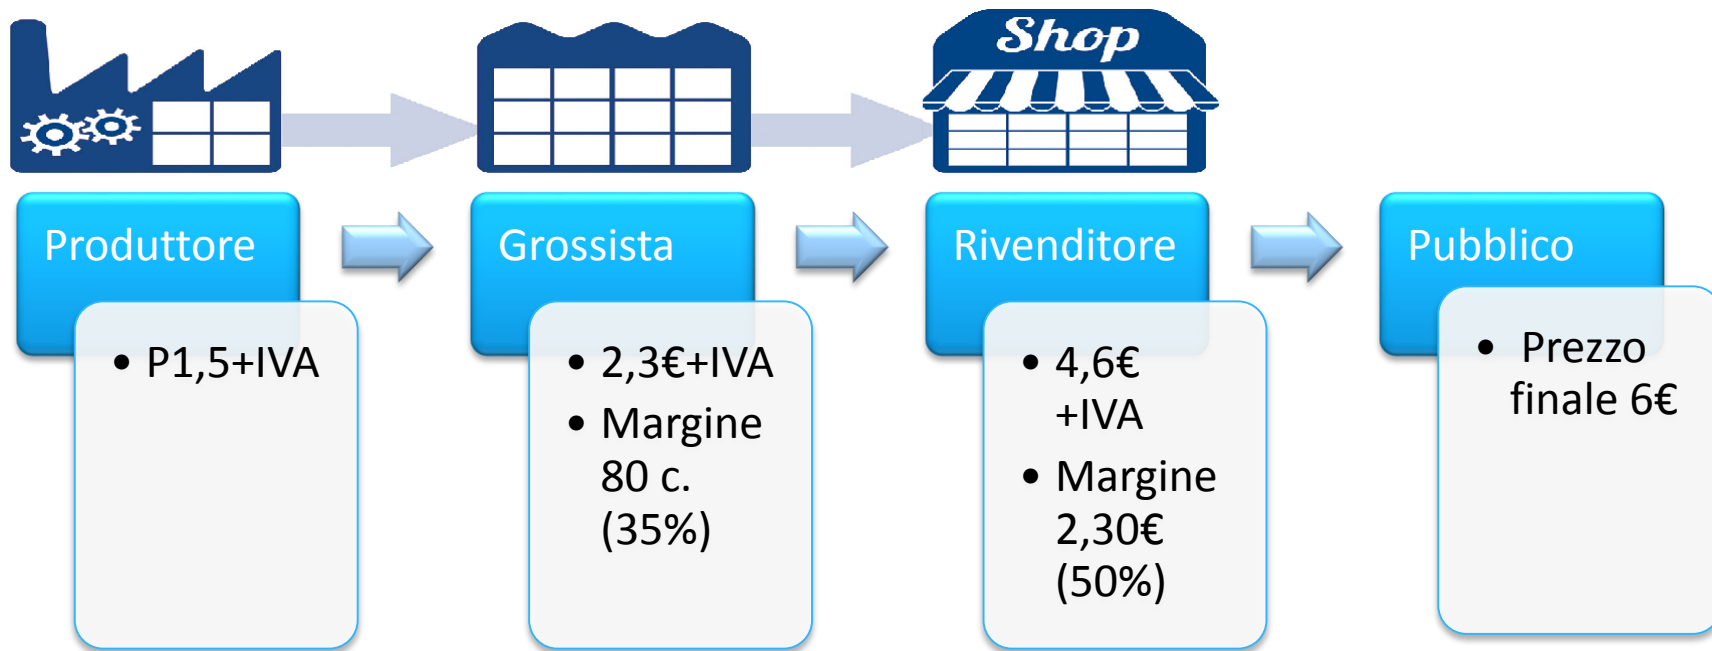 Shop
Produttore
• P1,5+IVA
Grossista
• 2,3€+IVA
• Margine
80 c.
(35%)
Rivenditore
• 4,6€
+IVA
• Margine
2,30€
(50%)
Pubblico
• Prezzo
finale 6€